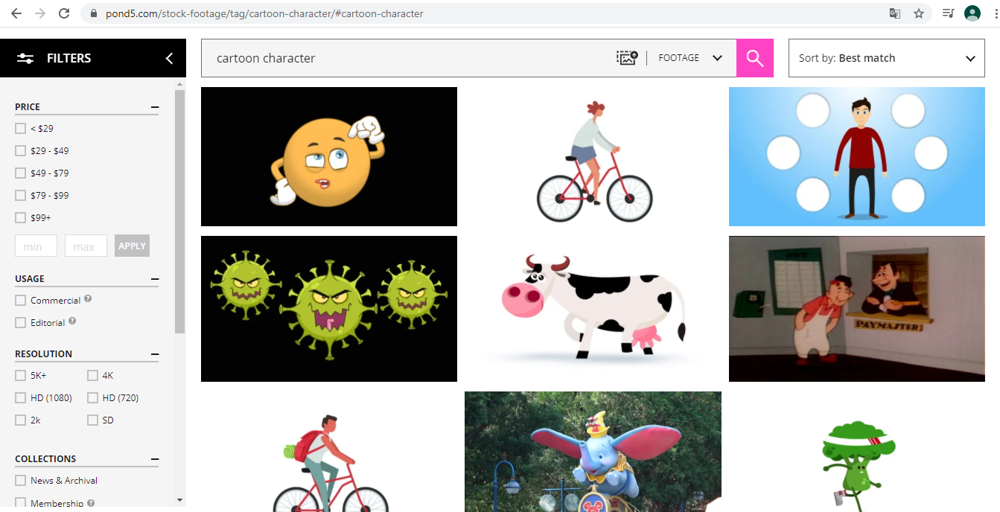 pond5.com/stock-footage/tag/cartoon-character/#cartoon-character
FILTERS
cartoon character
FOOTAGE
Sort by: Best match
PRICE
< $29
$29 - $49
$49 - $79
$79 - $99
$99+
min
max
APPLY
USAGE
Commercial ?
Editorial ?
RESOLUTION
5K+
4K
HD (1080)
HD (720)
2k
SD
COLLECTIONS
News & Archival
Membership ?
PAYMASTER